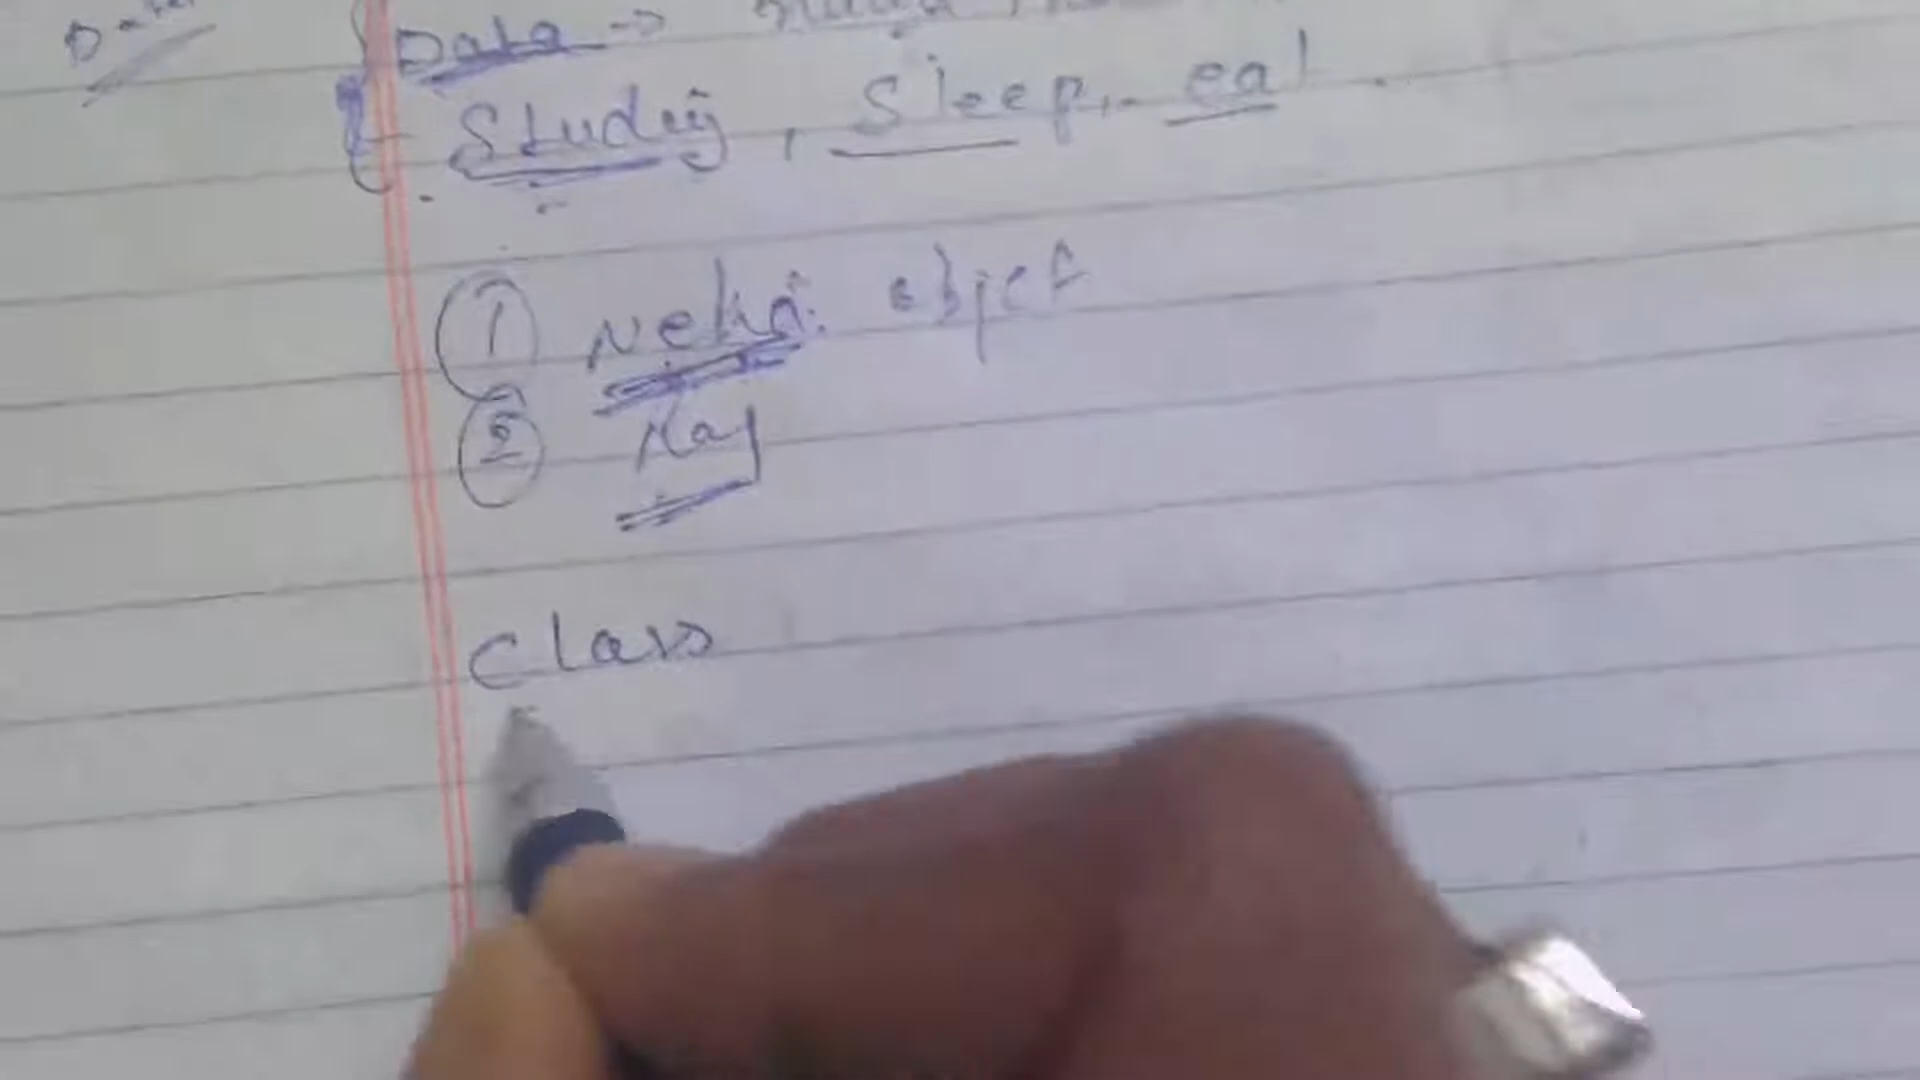 Data →
Study, Sleep, eat.
① Neha: object
② Raj
Class